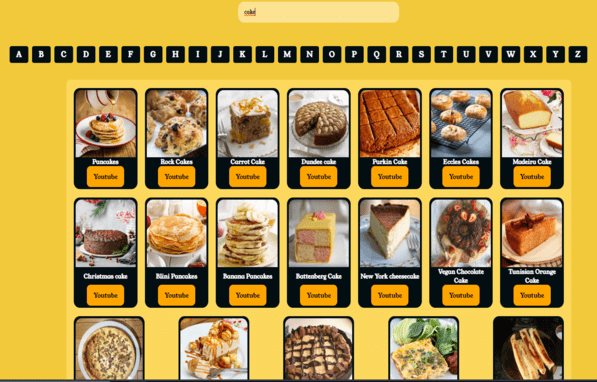 cake
A B C D E F G H I J K L M N O P Q R S T U V W X Y Z
Pancakes
Youtube
Rock Cakes
Youtube
Carrot Cake
Youtube
Dundee cake
Youtube
Parkin Cake
Youtube
Eccles Cakes
Youtube
Madeira Cake
Youtube
Christmas cake
Youtube
Blini Pancakes
Youtube
Banana Pancakes
Youtube
Battenberg Cake
Youtube
New York cheesecake
Youtube
Vegan Chocolate
Cake
Youtube
Tunisian Orange
Cake
Youtube